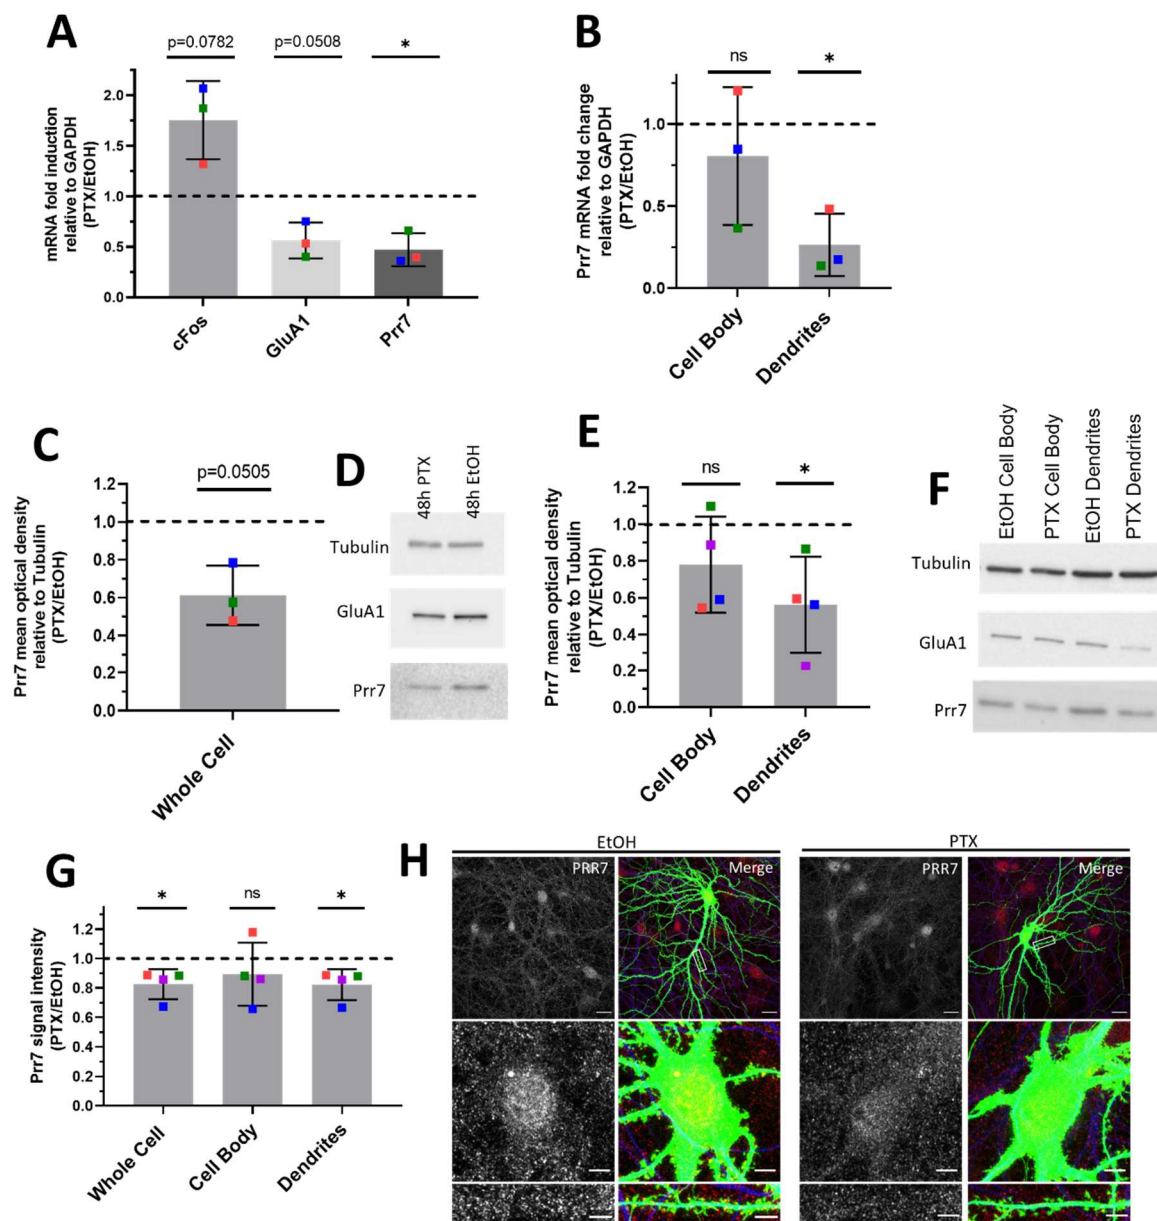 A
p=0.0782
p=0.0508
*
mRNA fold induction
relative to GAPDH
(PTX/EtOH)
2.0
1.5
1.0
0.5
0.0
cFos
GluA1
Prr7
B
ns
*
Prr7 mRNA fold change
relative to GAPDH
(PTX/EtOH)
1.0
0.5
0.0
Cell Body
Dendrites
C
p=0.0505
Prr7 mean optical density
relative to Tubulin
(PTX/EtOH)
1.2
1.0
0.8
0.6
0.4
0.2
0.0
Whole Cell
D
48h PTX
48h EtOH
Tubulin
GluA1
Prr7
E
ns
*
Prr7 mean optical density
relative to Tubulin
(PTX/EtOH)
1.2
1.0
0.8
0.6
0.4
0.2
0.0
Cell Body
Dendrites
F
EtOH Cell Body
PTX Cell Body
EtOH Dendrites
PTX Dendrites
Tubulin
GluA1
Prr7
G
*
ns
*
Prr7 signal intensity
(PTX/EtOH)
1.2
1.0
0.8
0.6
0.4
0.2
0.0
Whole Cell
Cell Body
Dendrites
H
EtOH
PTX
PRR7
Merge
PRR7
Merge